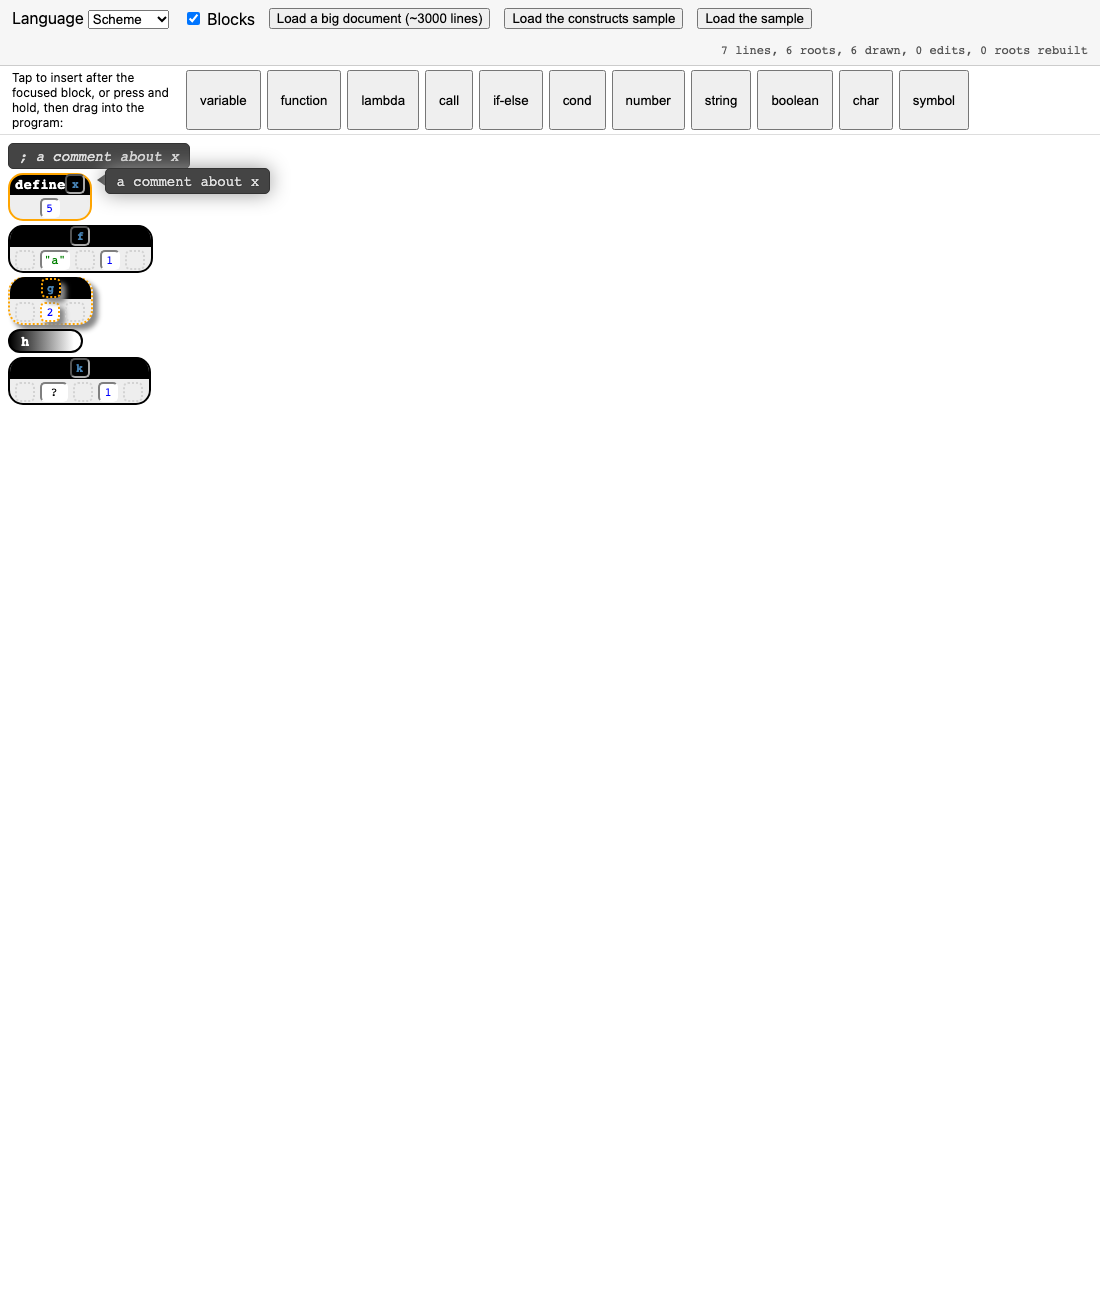 Language Scheme Blocks Load a big document (~3000 lines) Load the constructs sample Load the sample
7 lines, 6 roots, 6 drawn, 0 edits, 0 roots rebuilt
Tap to insert after the
focused block, or press and
hold, then drag into the
program:
variable function lambda call if-else cond number string boolean char symbol
; a comment about x
define x
a comment about x
5
f
"a" 1
g
2
h
k
? 1